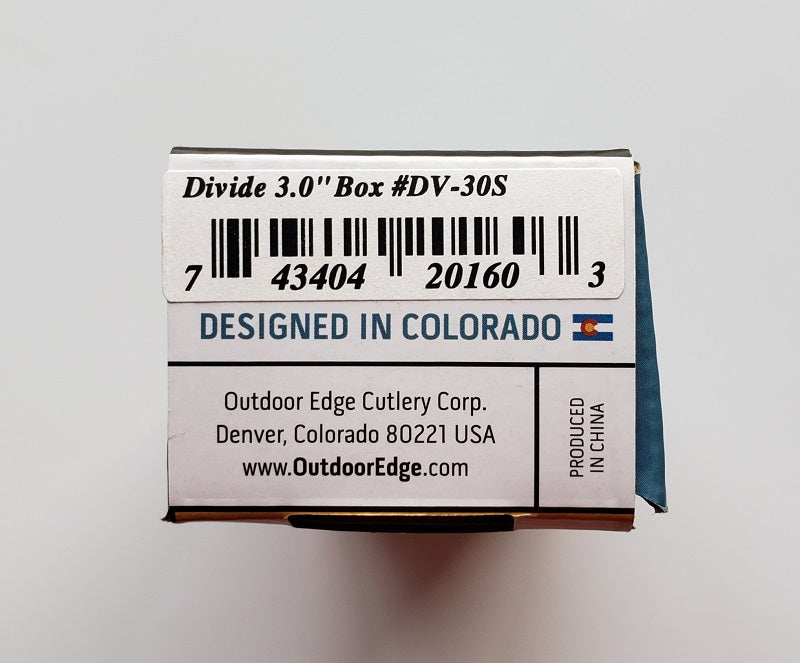 Divide 3.0" Box #DV-30S
7 43404 20160 3
DESIGNED IN COLORADO
Outdoor Edge Cutlery Corp.
Denver, Colorado 80221 USA
www.OutdoorEdge.com
PRODUCED
IN CHINA